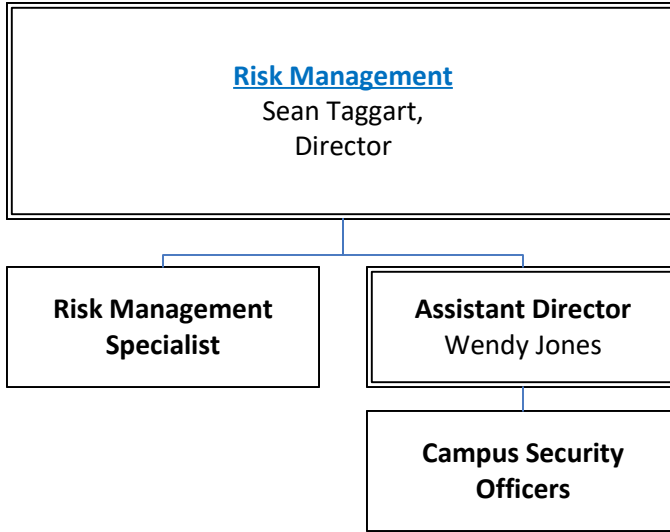 Risk Management
Sean Taggart,
Director
Risk Management
Specialist
Assistant Director
Wendy Jones
Campus Security
Officers